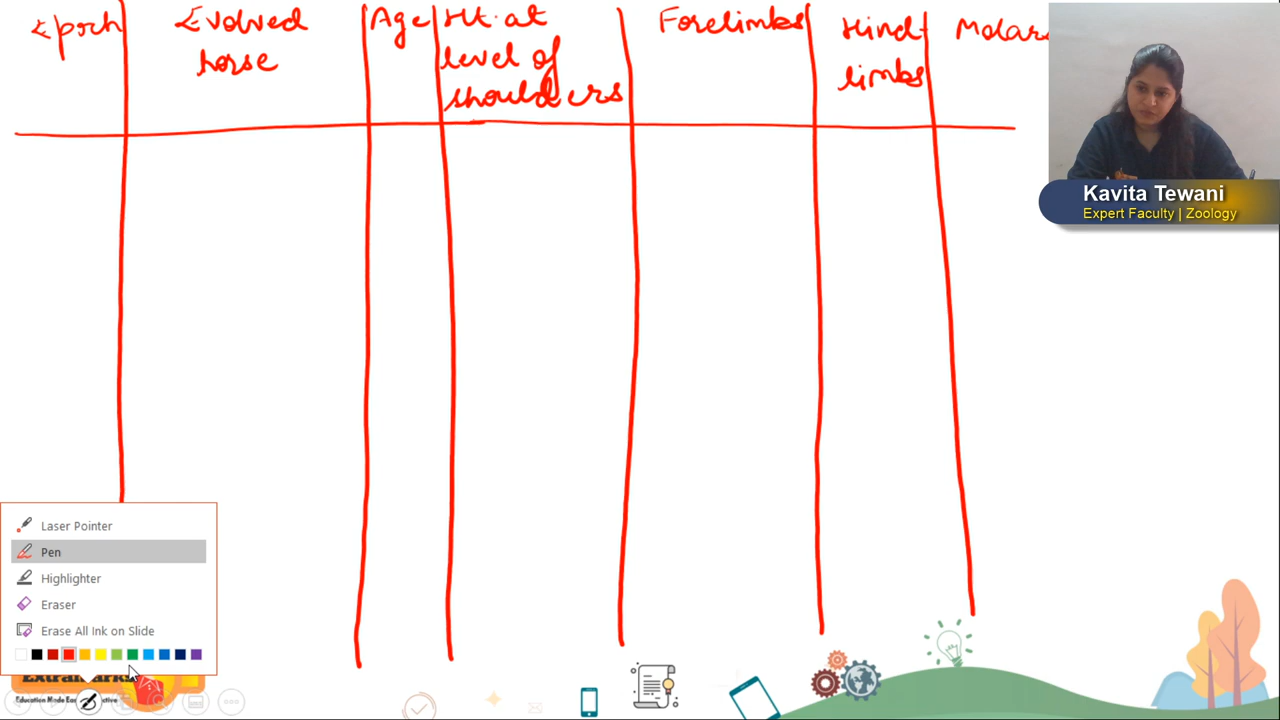 Epoch
Evolved
horse
Age
Ht. at
level of
shoulders
Forelimbs
Hind-
limbs
Molars
Kavita Tewani
Expert Faculty | Zoology
Laser Pointer
Pen
Highlighter
Eraser
Erase All Ink on Slide
Extramarks